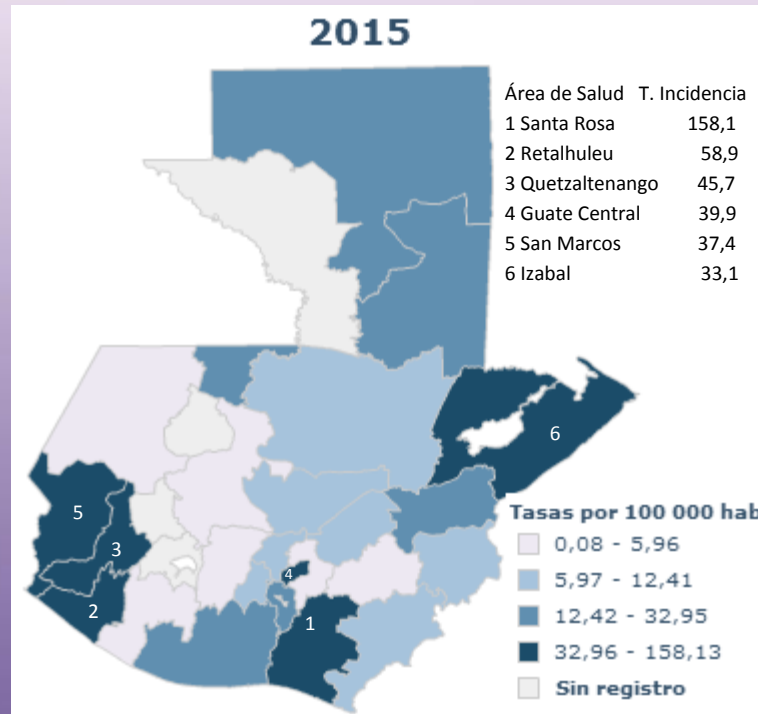 2015
Área de Salud T. Incidencia
1 Santa Rosa 158,1
2 Retalhuleu 58,9
3 Quetzaltenango 45,7
4 Guate Central 39,9
5 San Marcos 37,4
6 Izabal 33,1
6
5
3
4
2
1
Tasas por 100 000 hab
0,08 - 5,96
5,97 - 12,41
12,42 - 32,95
32,96 - 158,13
Sin registro